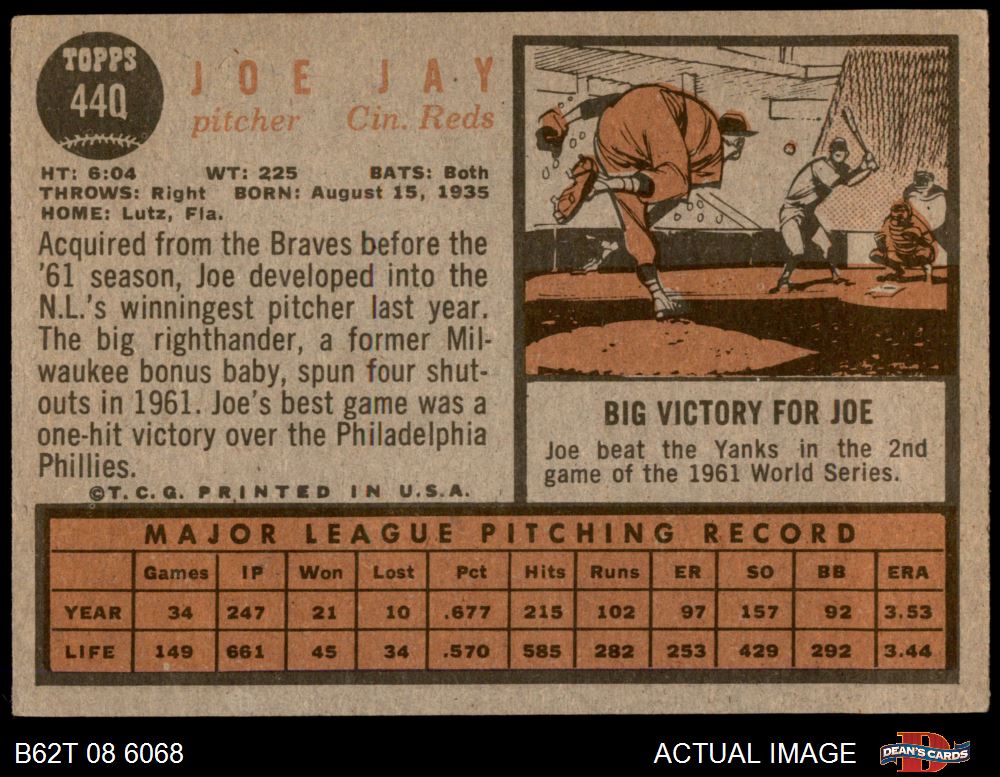 TOPPS
440
JOE JAY
pitcher Cin. Reds
HT: 6:04 WT: 225 BATS: Both
THROWS: Right BORN: August 15, 1935
HOME: Lutz, Fla.
Acquired from the Braves before the
'61 season, Joe developed into the
N.L.'s winningest pitcher last year.
The big righthander, a former Mil-
waukee bonus baby, spun four shut-
outs in 1961. Joe's best game was a
one-hit victory over the Philadelphia
Phillies.
©T.C.G. PRINTED IN U.S.A.
BIG VICTORY FOR JOE
Joe beat the Yanks in the 2nd
game of the 1961 World Series.
MAJOR LEAGUE PITCHING RECORD
Games IP Won Lost Pct Hits Runs ER SO BB ERA
YEAR 34 247 21 10 .677 215 102 97 157 92 3.53
LIFE 149 661 45 34 .570 585 282 253 429 292 3.44
B62T 08 6068 ACTUAL IMAGE DEAN'S CARDS